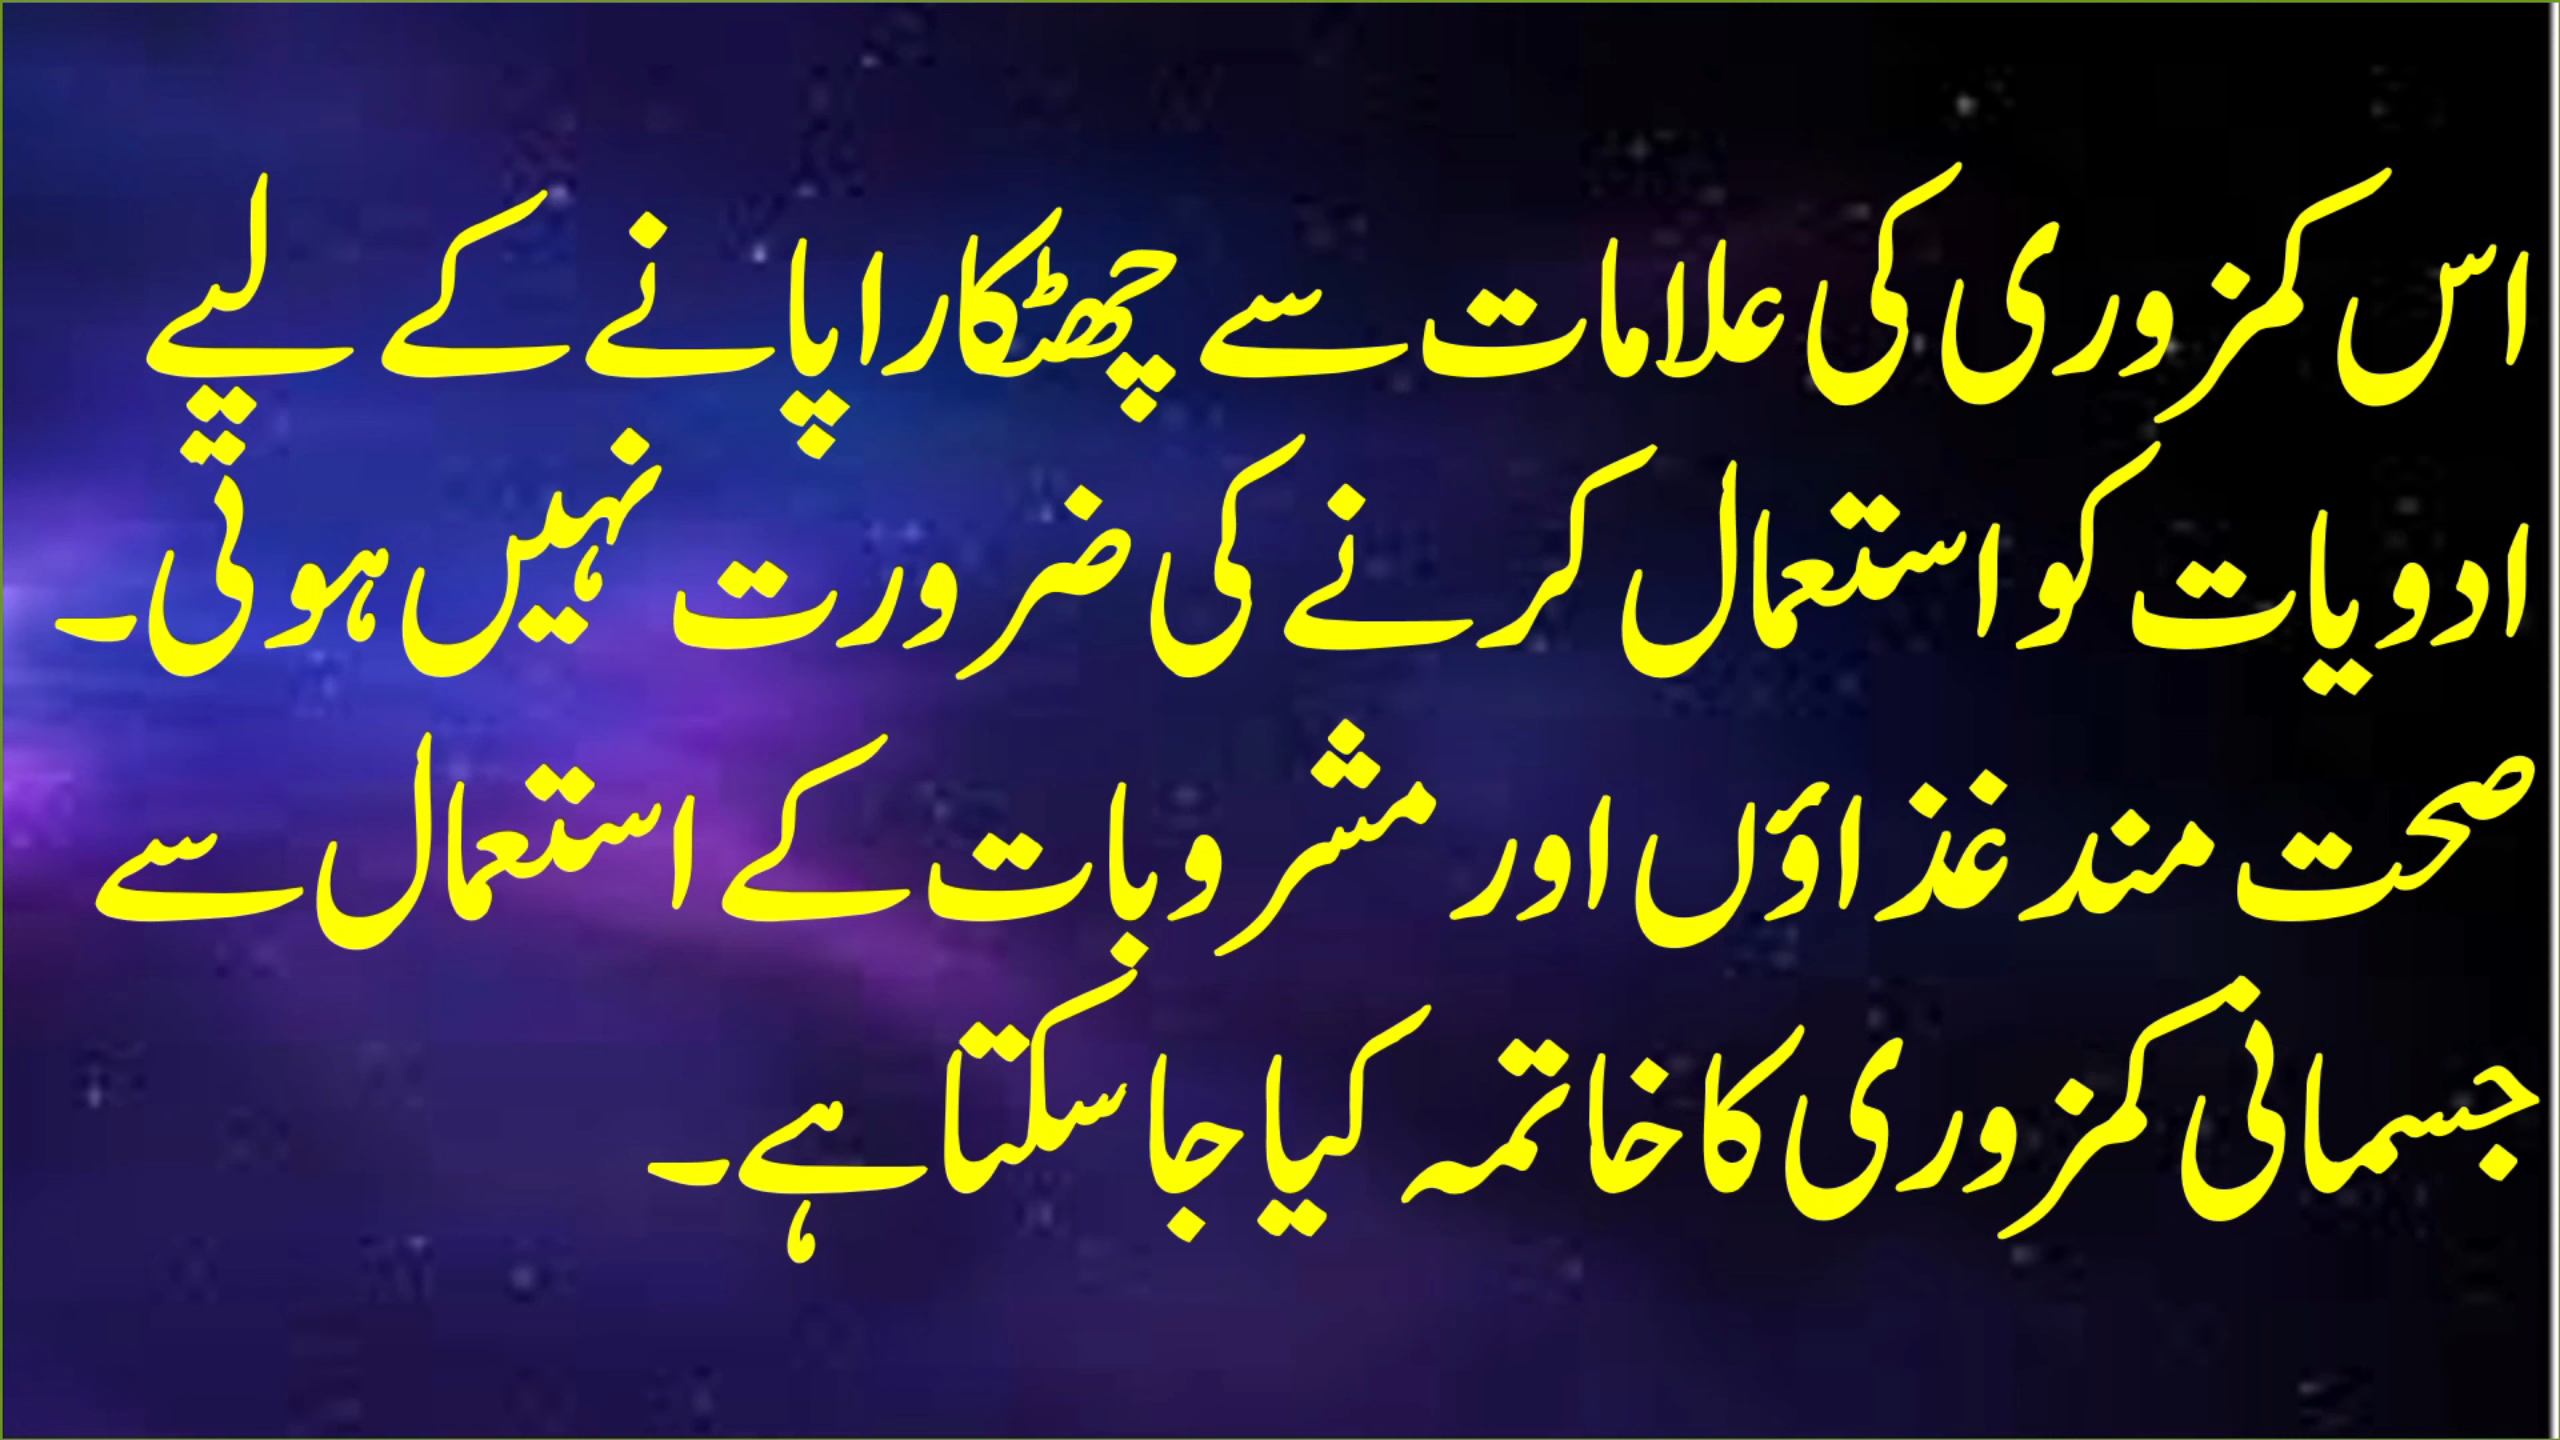 اس کمزوری کی علامات سے چھٹکارا پانے کے لیے
ادویات کو استعمال کرنے کی ضرورت نہیں ہوتی۔
صحت مند غذاؤں اور مشروبات کے استعمال سے
جسمانی کمزوری کا خاتمہ کیا جا سکتا ہے۔